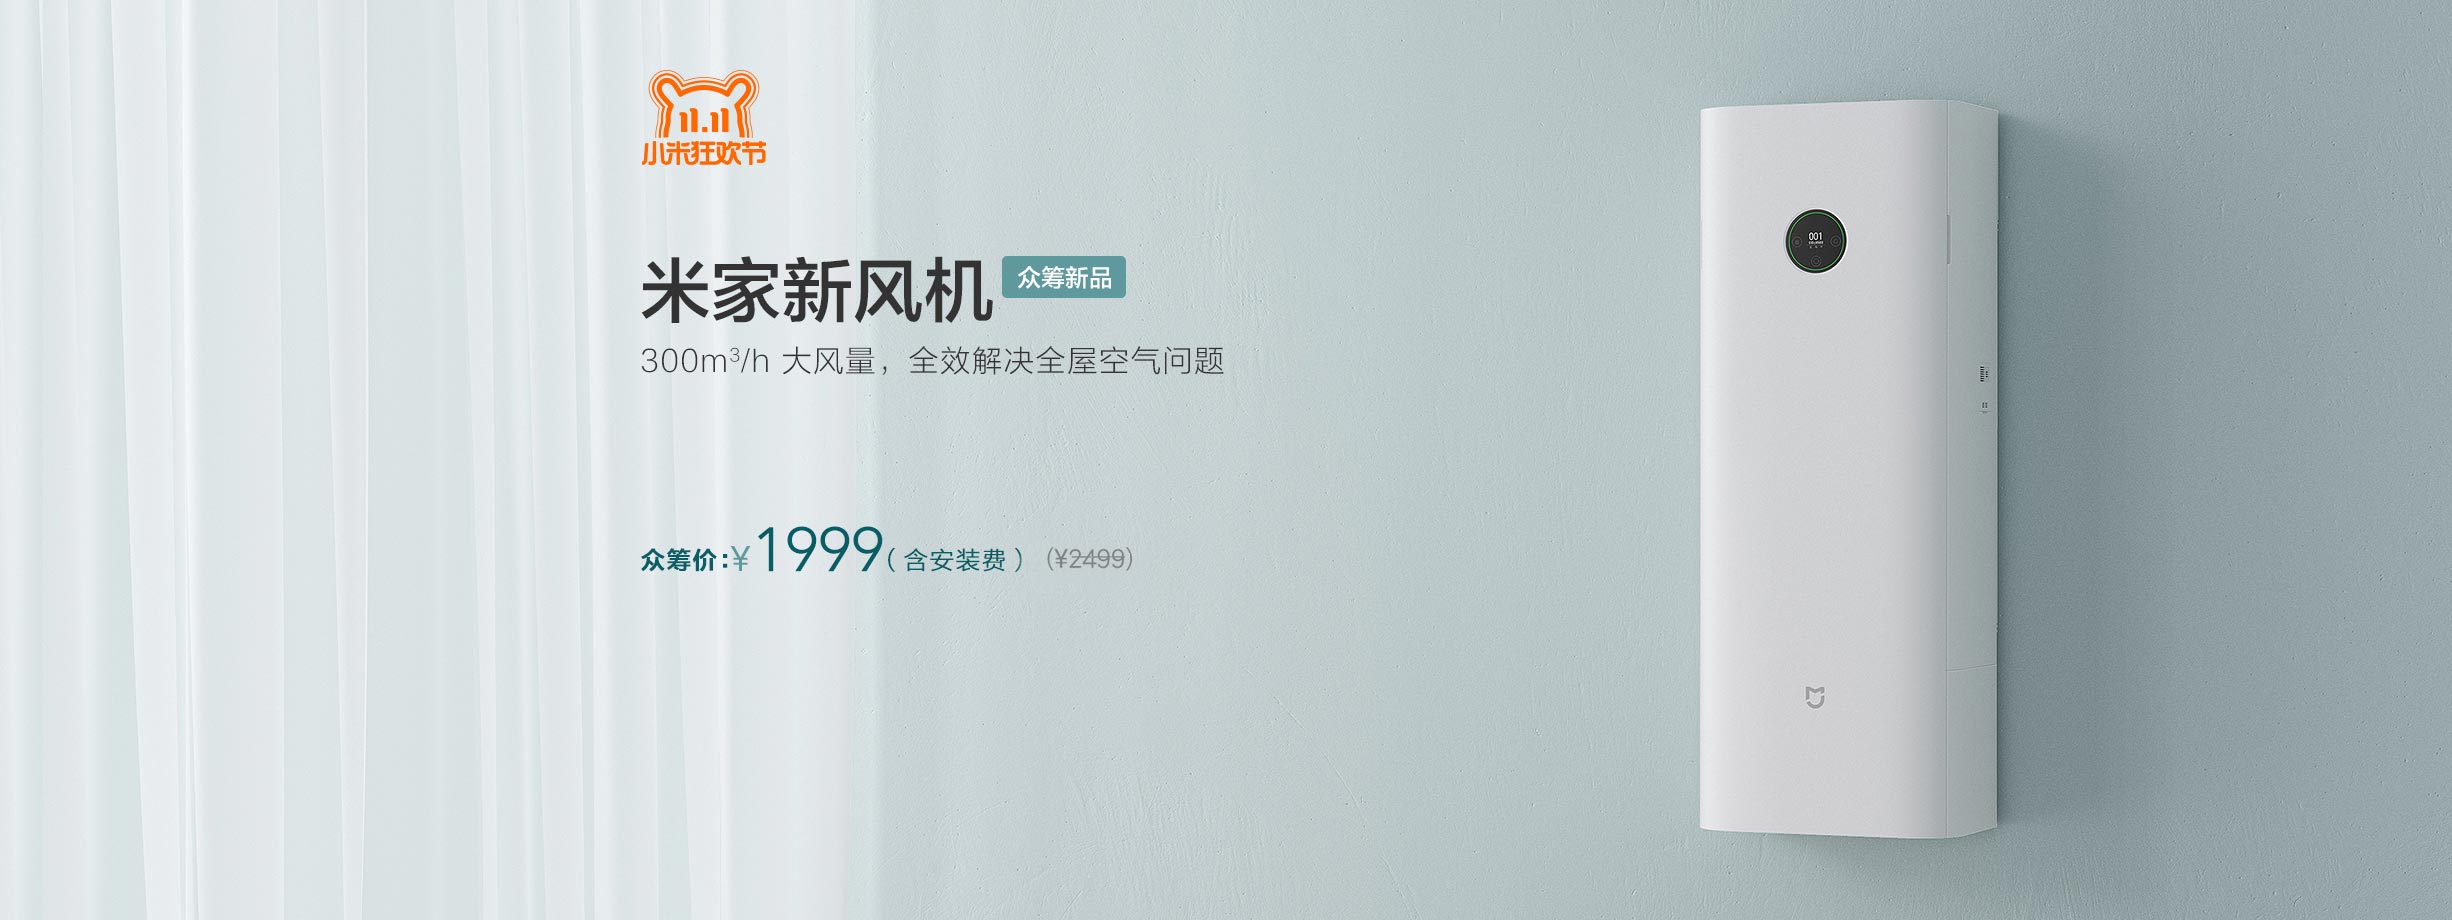 11.11
小米狂欢节
米家新风机 众筹新品
300m³/h 大风量，全效解决全屋空气问题
众筹价：¥1999（含安装费）（¥2499）
001